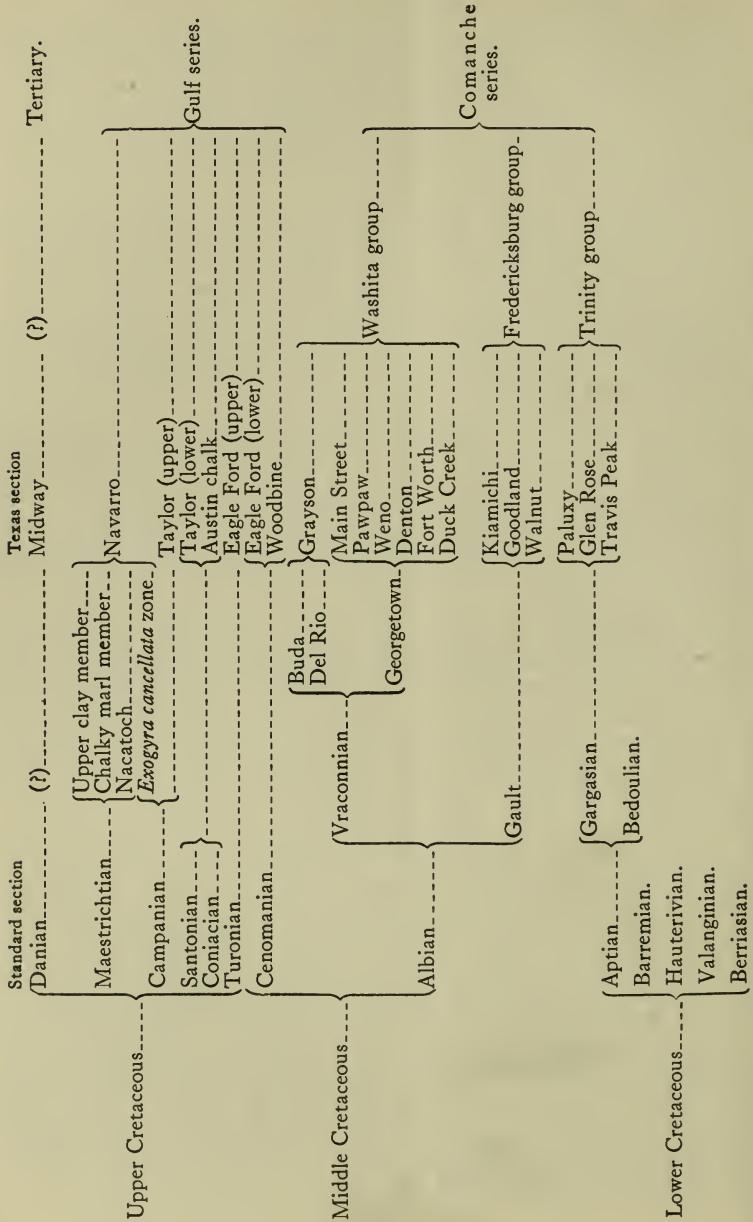 Standard section Texas section
Danian (?) Midway (?) Tertiary.
Upper clay member
Maestrichtian Chalky marl member Navarro
Nacatoch
Exogyra cancellata zone
Upper Cretaceous Campanian Taylor (upper)
Santonian Taylor (lower) Gulf series.
Coniacian Austin chalk
Turonian Eagle Ford (upper)
Cenomanian Eagle Ford (lower)
Woodbine
Buda Grayson
Del Rio
Vraconnian Main Street
Pawpaw
Middle Cretaceous Georgetown Weno Washita group
Denton
Fort Worth
Albian Duck Creek
Comanche
series.
Kiamichi
Gault Goodland Fredericksburg group
Walnut
Paluxy
Aptian Gargasian Glen Rose Trinity group
Bedoulian. Travis Peak
Barremian.
Lower Cretaceous Hauterivian.
Valanginian.
Berriasian.